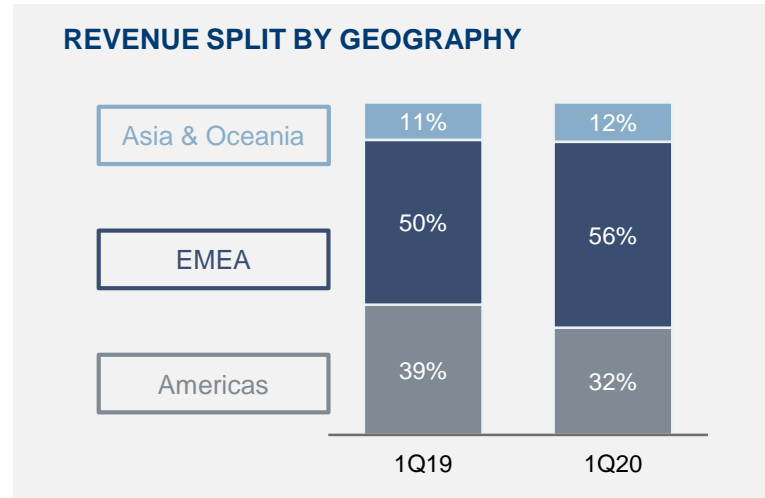 REVENUE SPLIT BY GEOGRAPHY
Asia & Oceania
11%
12%
EMEA
50%
56%
Americas
39%
32%
1Q19
1Q20